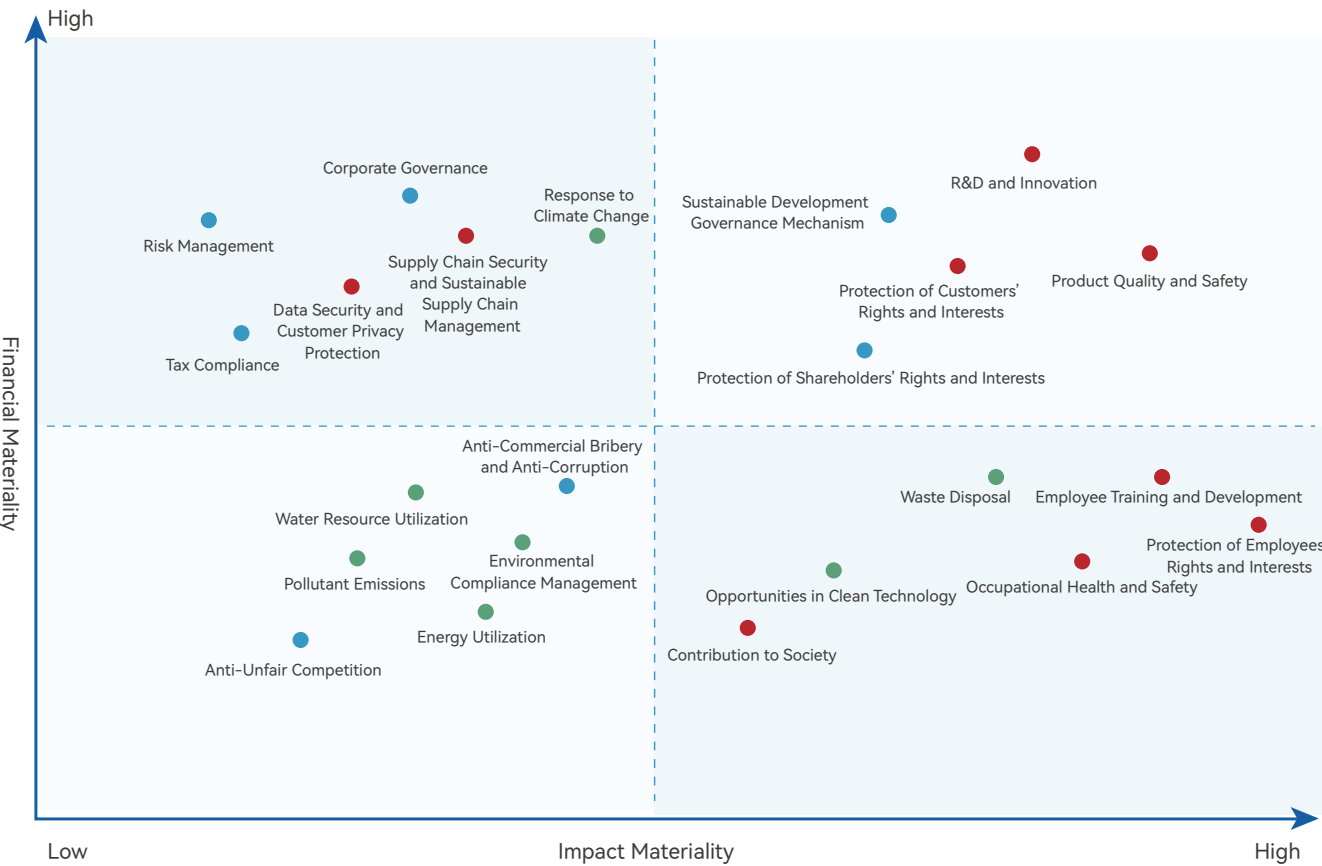 High
Corporate Governance
Risk Management
Response to
Climate Change
Supply Chain Security
and Sustainable
Supply Chain
Management
Data Security and
Customer Privacy
Protection
Tax Compliance
R&D and Innovation
Sustainable Development
Governance Mechanism
Product Quality and Safety
Protection of Customers’
Rights and Interests
Protection of Shareholders’ Rights and Interests
Financial Materiality
Anti-Commercial Bribery
and Anti-Corruption
Water Resource Utilization
Environmental
Compliance Management
Pollutant Emissions
Energy Utilization
Anti-Unfair Competition
Waste Disposal
Employee Training and Development
Protection of Employees
Rights and Interests
Occupational Health and Safety
Opportunities in Clean Technology
Contribution to Society
Low
Impact Materiality
High